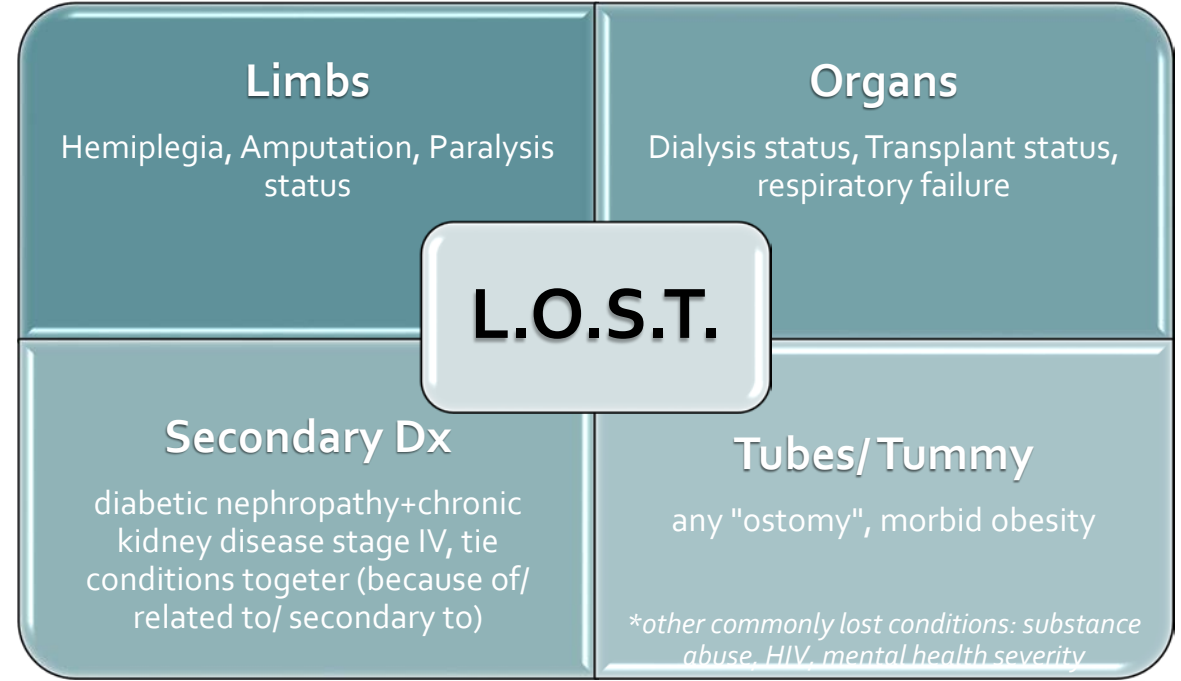 Limbs
Hemiplegia, Amputation, Paralysis
status
Organs
Dialysis status, Transplant status,
respiratory failure
L.O.S.T.
Secondary Dx
diabetic nephropathy+chronic
kidney disease stage IV, tie
conditions togeter (because of/
related to/ secondary to)
Tubes/ Tummy
any "ostomy", morbid obesity
*other commonly lost conditions: substance
abuse, HIV, mental health severity